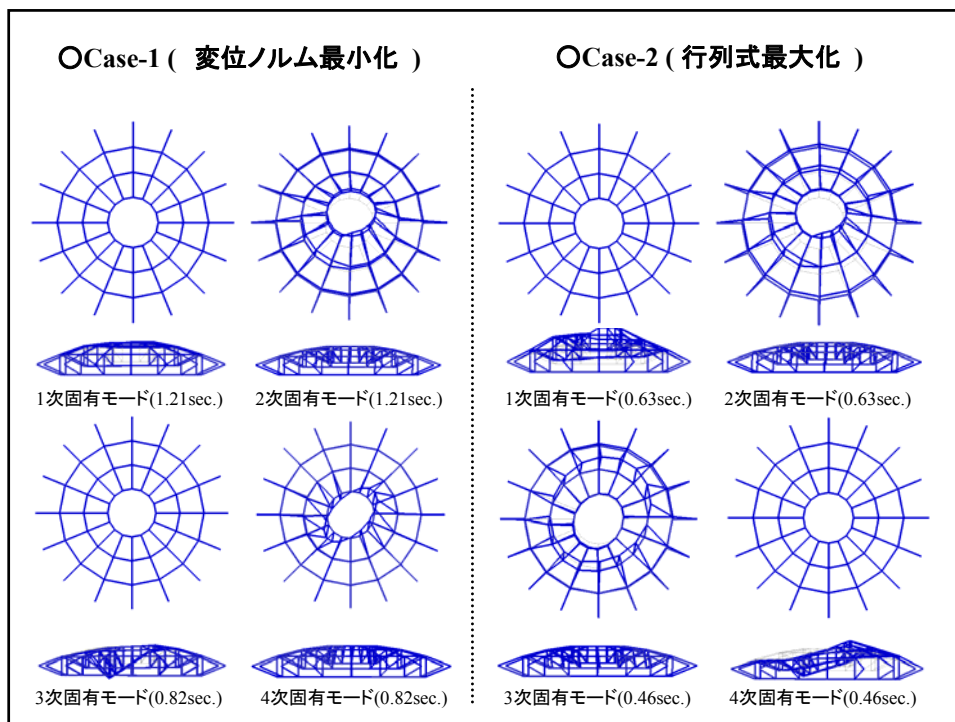 ○Case-1 ( 変位ノルム最小化 )
○Case-2 ( 行列式最大化 )
1次固有モード(1.21sec.)
2次固有モード(1.21sec.)
1次固有モード(0.63sec.)
2次固有モード(0.63sec.)
3次固有モード(0.82sec.)
4次固有モード(0.82sec.)
3次固有モード(0.46sec.)
4次固有モード(0.46sec.)